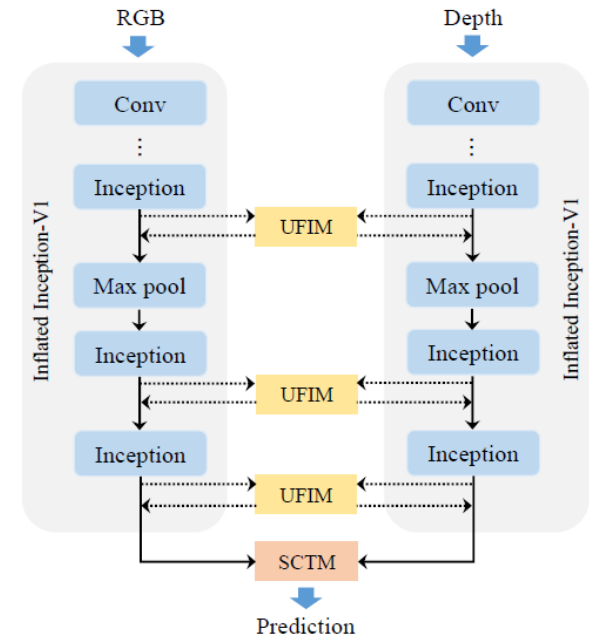 RGB
Depth
Conv
Conv
⋮
⋮
Inception
Inception
UFIM
Inflated Inception-V1
Inflated Inception-V1
Max pool
Max pool
Inception
Inception
UFIM
Inception
Inception
UFIM
SCTM
Prediction